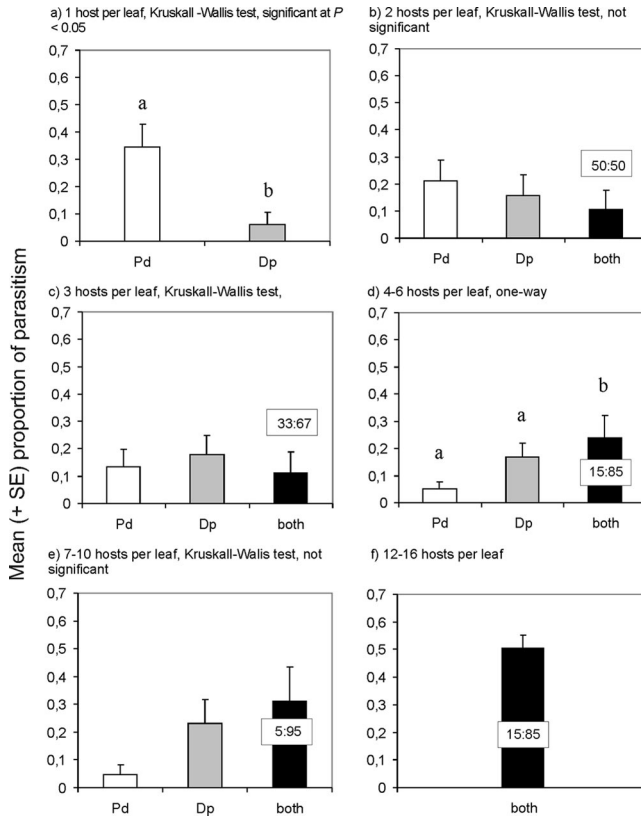 Mean (+ SE) proportion of parasitism
a) 1 host per leaf, Kruskall -Wallis test, significant at P
< 0.05
0,7
0,6
0,5
0,4
0,3
0,2
0,1
0
a
b
Pd Dp
b) 2 hosts per leaf, Kruskall-Wallis test, not
significant
0,7
0,6
0,5
0,4
0,3
0,2
0,1
0
50:50
Pd Dp both
c) 3 hosts per leaf, Kruskall-Wallis test,
0,7
0,6
0,5
0,4
0,3
0,2
0,1
0
33:67
Pd Dp both
d) 4-6 hosts per leaf, one-way
0,7
0,6
0,5
0,4
0,3
0,2
0,1
0
a
a
b
15:85
Pd Dp both
e) 7-10 hosts per leaf, Kruskall-Walis test, not
significant
0,7
0,6
0,5
0,4
0,3
0,2
0,1
0
5:95
Pd Dp both
f) 12-16 hosts per leaf
0,7
0,6
0,5
0,4
0,3
0,2
0,1
0
15:85
both